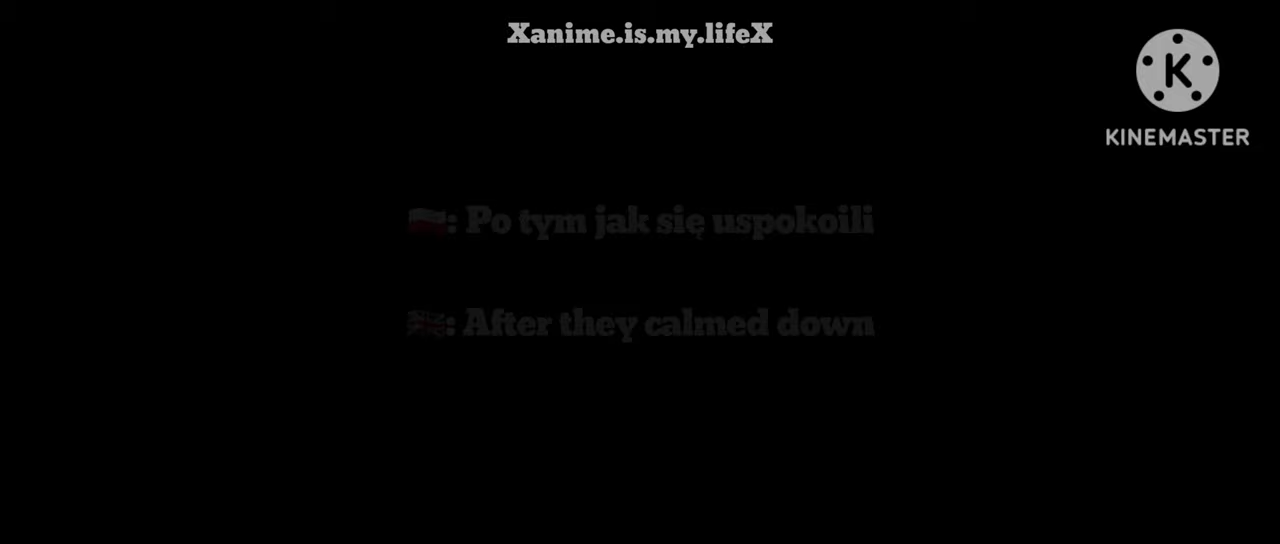 Xanime.is.my.lifeX
K
KINEMASTER
🇵🇱: Po tym jak się uspokoili
🇬🇧: After they calmed down